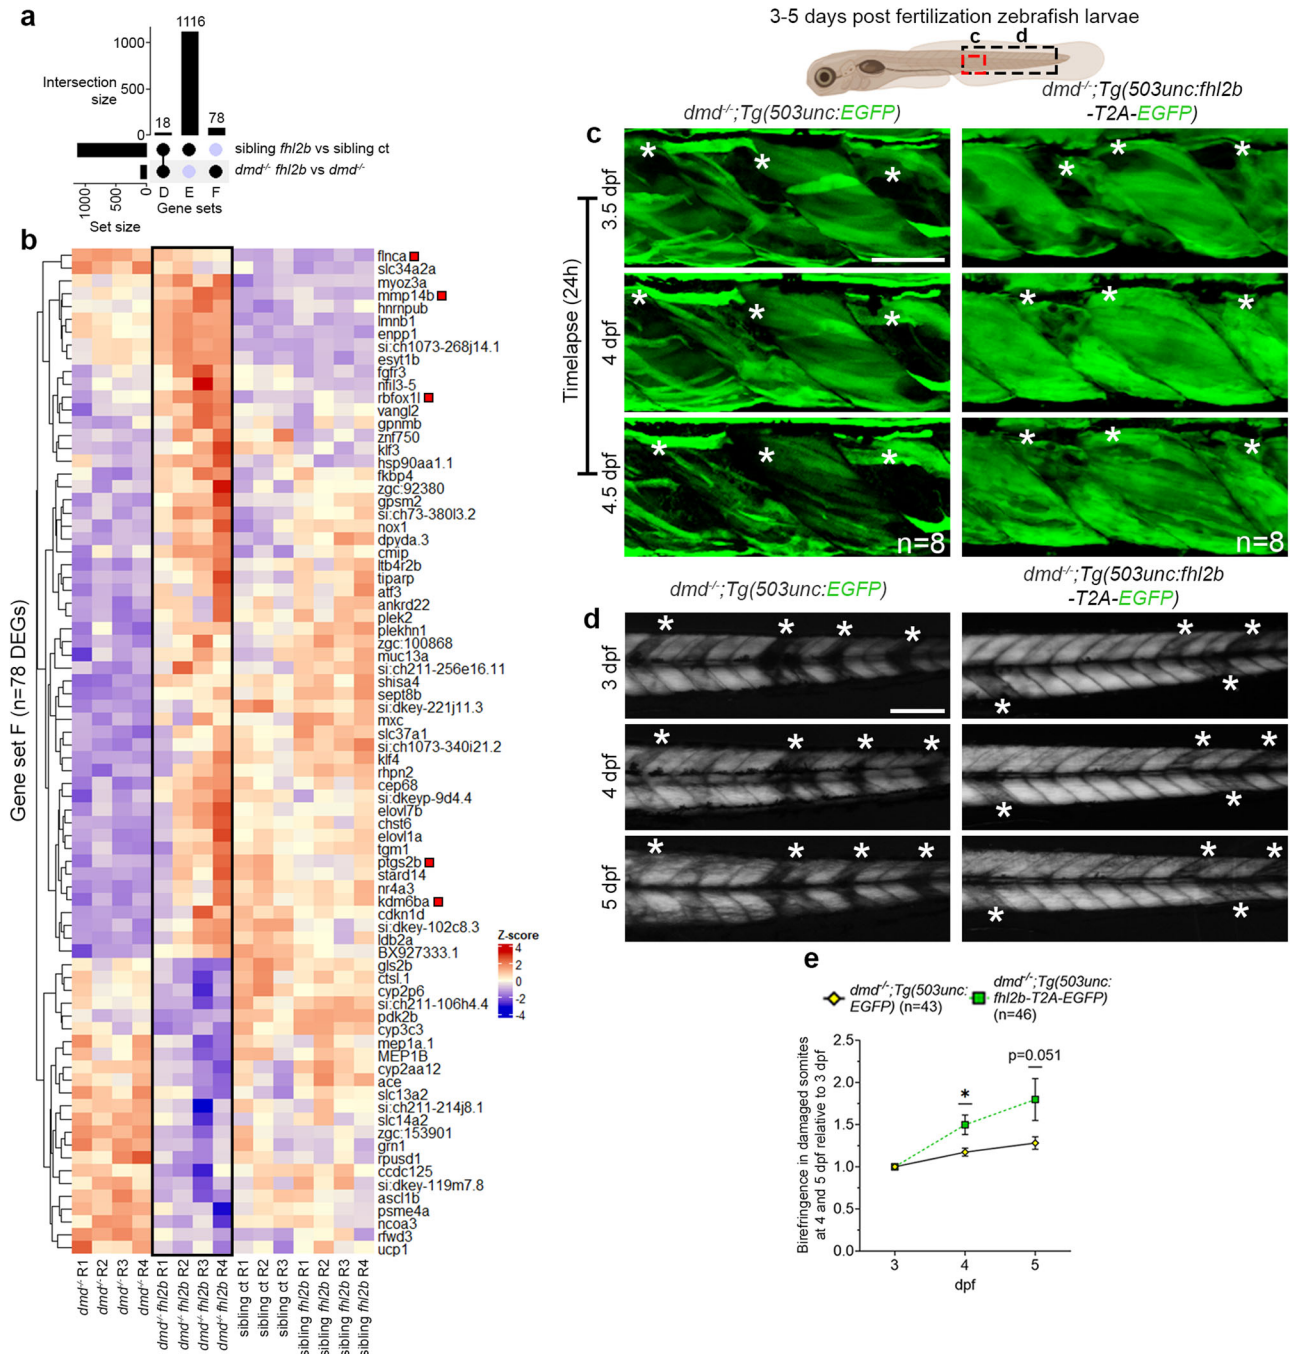 a
1116
1000
Intersection
size
500
18
78
0
sibling fhl2b vs sibling ct
dmd-/- fhl2b vs dmd-/-
D E F
Gene sets
1000
500
0
Set size
b
Gene set F (n=78 DEGs)
flnca
slc34a2a
myoz3a
mmp14b
hnrnpub
lmnb1
enpp1
si:ch1073-268j14.1
esyt1b
fgfr3
nfil3-5
rbfox1l
vangl2
gpnmb
znf750
klf3
hsp90aa1.1
fkbp4
zgc:92380
gpsm2
si:ch73-380l3.2
nox1
dpyda.3
cmip
ltb4r2b
tiparp
atf3
ankrd22
plek2
plekhn1
zgc:100868
muc13a
si:ch211-256e16.11
shisa4
sept8b
si:dkey-221j11.3
mxc
slc37a1
si:ch1073-340i21.2
klf4
rhpn2
cep68
si:dkeyp-9d4.4
elovl7b
chst6
elovl1a
tgm1
ptgs2b
stard14
nr4a3
kdm6ba
cdkn1d
si:dkey-102c8.3
ldb2a
BX927333.1
gls2b
ctsl.1
cyp2p6
si:ch211-106h4.4
pdk2b
cyp3c3
mep1a.1
MEP1B
cyp2aa12
ace
slc13a2
si:ch211-214j8.1
slc14a2
zgc:153901
grn1
rpusd1
ccdc125
si:dkey-119m7.8
ascl1b
psme4a
ncoa3
rfwd3
ucp1
Z-score
4
2
0
-2
-4
dmd-/- R1
dmd-/- R2
dmd-/- R3
dmd-/- R4
dmd-/- fhl2b R1
dmd-/- fhl2b R2
dmd-/- fhl2b R3
dmd-/- fhl2b R4
sibling ct R1
sibling ct R2
sibling ct R3
sibling fhl2b R1
sibling fhl2b R2
sibling fhl2b R3
sibling fhl2b R4
3-5 days post fertilization zebrafish larvae
c d
c
dmd-/-;Tg(503unc:EGFP)
dmd-/-;Tg(503unc:fhl2b
-T2A-EGFP)
Timelapse (24h)
3.5 dpf
* * *
* * *
4 dpf
* * *
* * *
4.5 dpf
* * *
n=8
* * *
n=8
d
dmd-/-;Tg(503unc:EGFP)
dmd-/-;Tg(503unc:fhl2b
-T2A-EGFP)
3 dpf
* * * *
* * * *
4 dpf
* * * *
* * * *
5 dpf
* * * *
* * * *
e
dmd-/-;Tg(503unc:
EGFP) (n=43)
dmd-/-;Tg(503unc:
fhl2b-T2A-EGFP)
(n=46)
Birefringence in damaged somites
at 4 and 5 dpf relative to 3 dpf
2.5
2.0
1.5
1.0
0.5
0.0
*
p=0.051
3 4 5
dpf